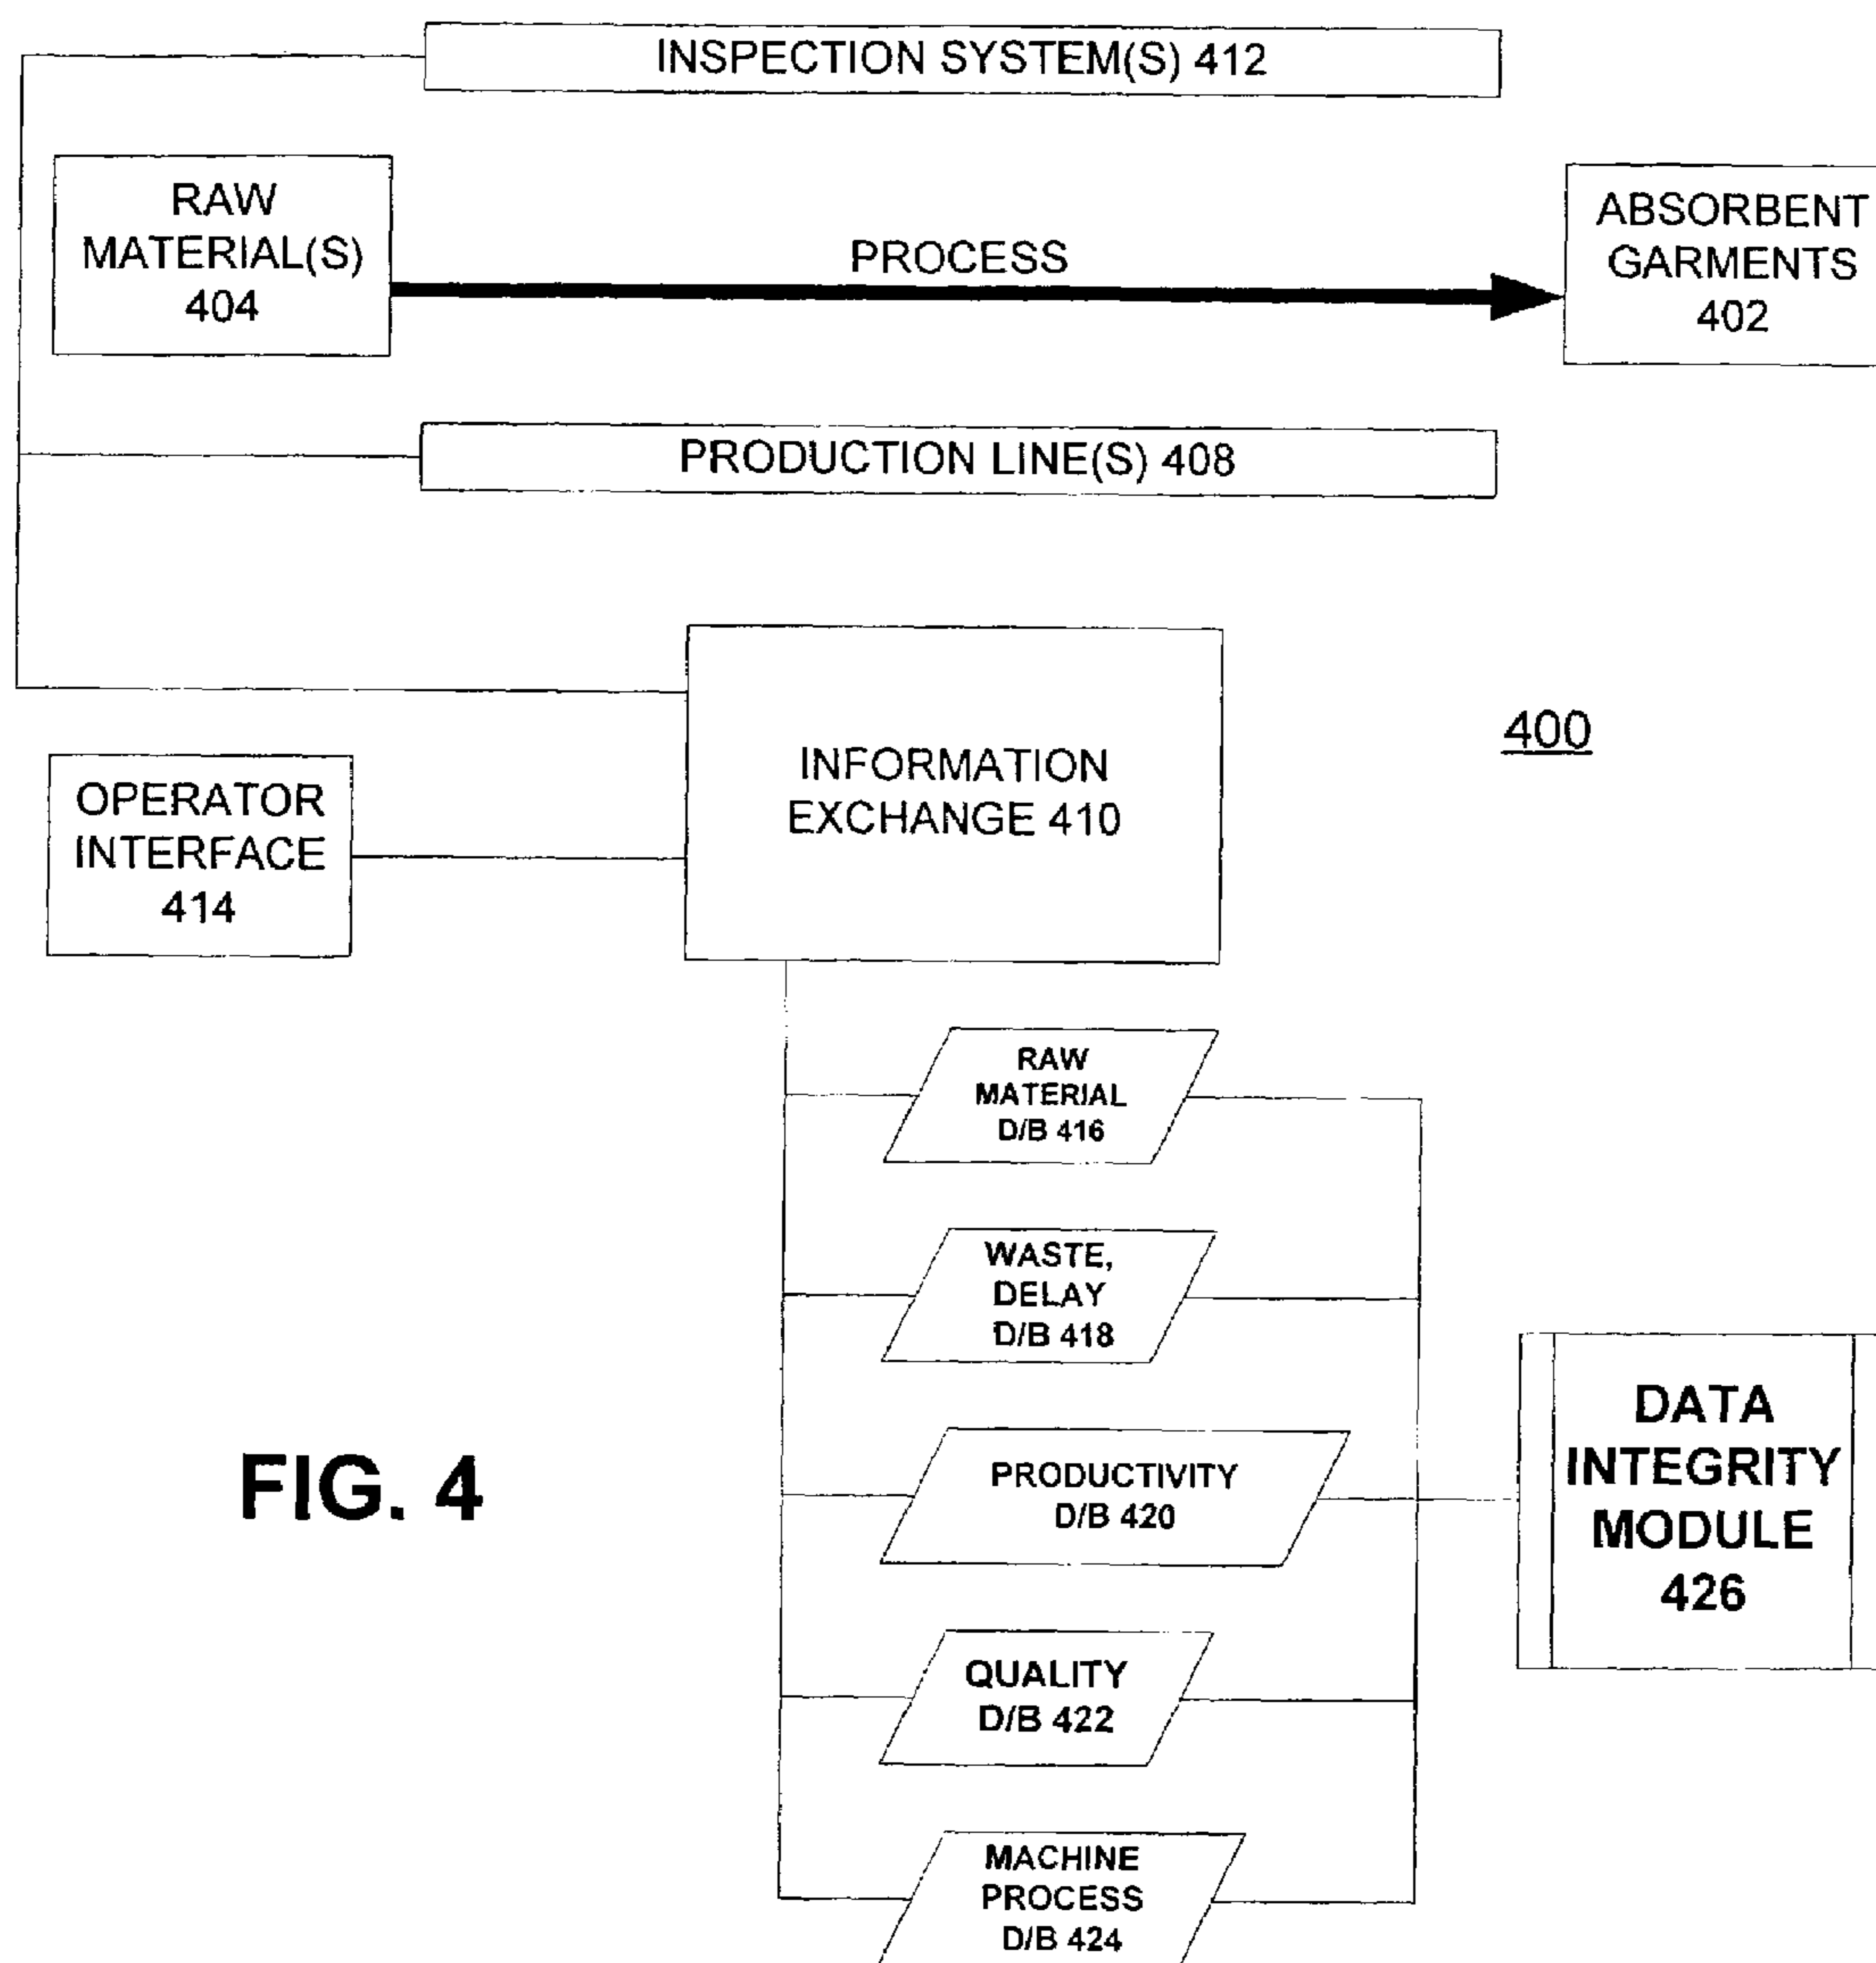 INSPECTION SYSTEM(S) 412
RAW
MATERIAL(S)
404
PROCESS
ABSORBENT
GARMENTS
402
PRODUCTION LINE(S) 408
INFORMATION
EXCHANGE 410
400
OPERATOR
INTERFACE
414
RAW
MATERIAL
D/B 416
WASTE,
DELAY
D/B 418
PRODUCTIVITY
D/B 420
DATA
INTEGRITY
MODULE
426
FIG. 4
QUALITY
D/B 422
MACHINE
PROCESS
D/B 424